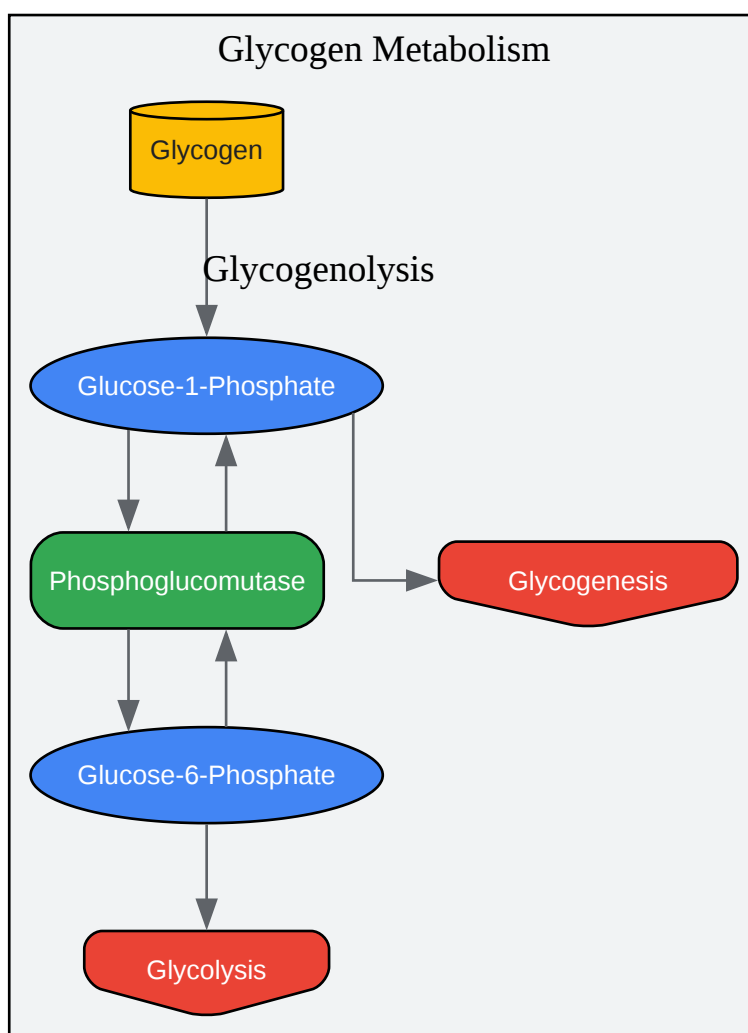 Glycogen Metabolism
Glycogen
Glycogenolysis
Glucose-1-Phosphate
Phosphoglucomutase
Glycogenesis
Glucose-6-Phosphate
Glycolysis